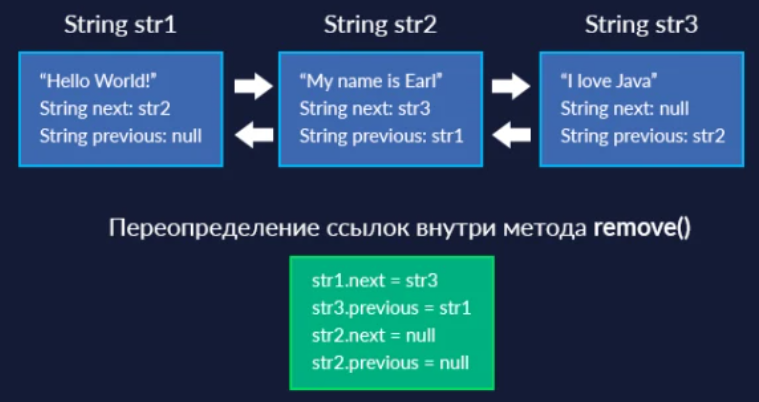 String str1
String str2
String str3
“Hello World!”
String next: str2
String previous: null
“My name is Earl”
String next: str3
String previous: str1
“I love Java”
String next: null
String previous: str2
Переопределение ссылок внутри метода remove()
str1.next = str3
str3.previous = str1
str2.next = null
str2.previous = null